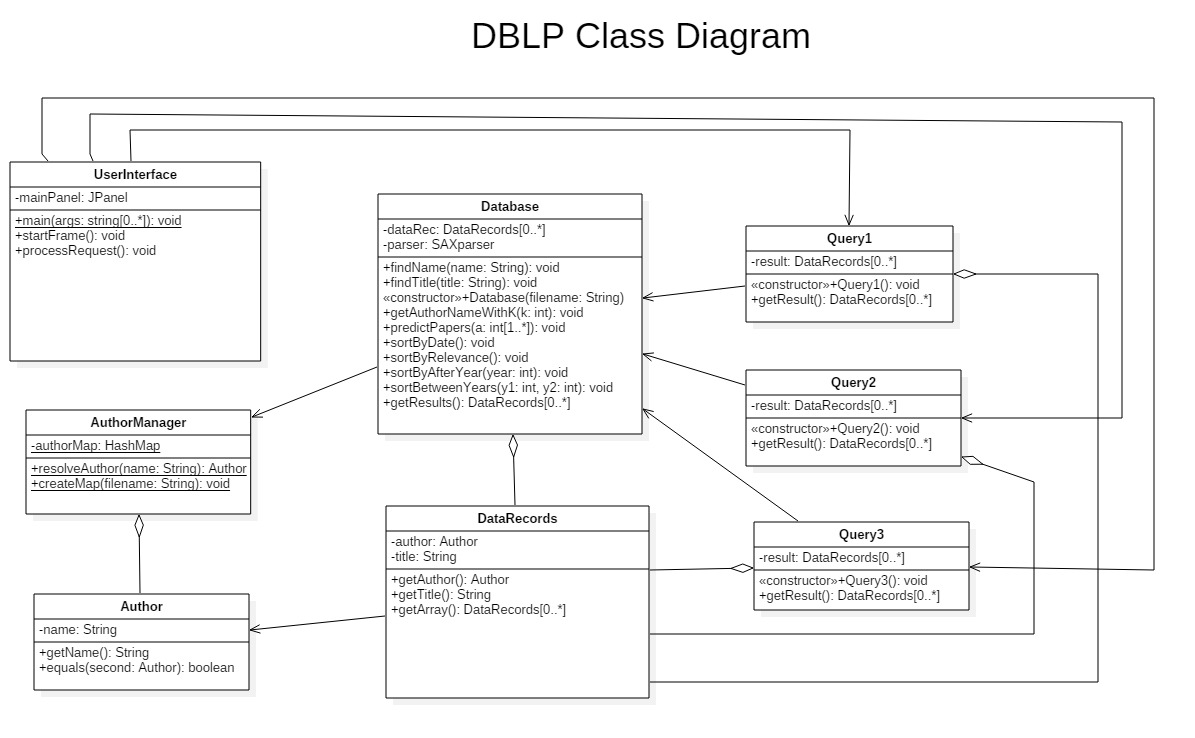 DBLP Class Diagram
UserInterface
-mainPanel: JPanel
+main(args: string[0..*]): void
+startFrame(): void
+processRequest(): void
Database
-dataRec: DataRecords[0..*]
-parser: SAXparser
+findName(name: String): void
+findTitle(title: String): void
«constructor»+Database(filename: String)
+getAuthorNameWithK(k: int): void
+predictPapers(a: int[1..*]): void
+sortByDate(): void
+sortByRelevance(): void
+sortByAfterYear(year: int): void
+sortBetweenYears(y1: int, y2: int): void
+getResults(): DataRecords[0..*]
Query1
-result: DataRecords[0..*]
«constructor»+Query1(): void
+getResult(): DataRecords[0..*]
Query2
-result: DataRecords[0..*]
«constructor»+Query2(): void
+getResult(): DataRecords[0..*]
AuthorManager
-authorMap: HashMap
+resolveAuthor(name: String): Author
+createMap(filename: String): void
DataRecords
-author: Author
-title: String
+getAuthor(): Author
+getTitle(): String
+getArray(): DataRecords[0..*]
Query3
-result: DataRecords[0..*]
«constructor»+Query3(): void
+getResult(): DataRecords[0..*]
Author
-name: String
+getName(): String
+equals(second: Author): boolean